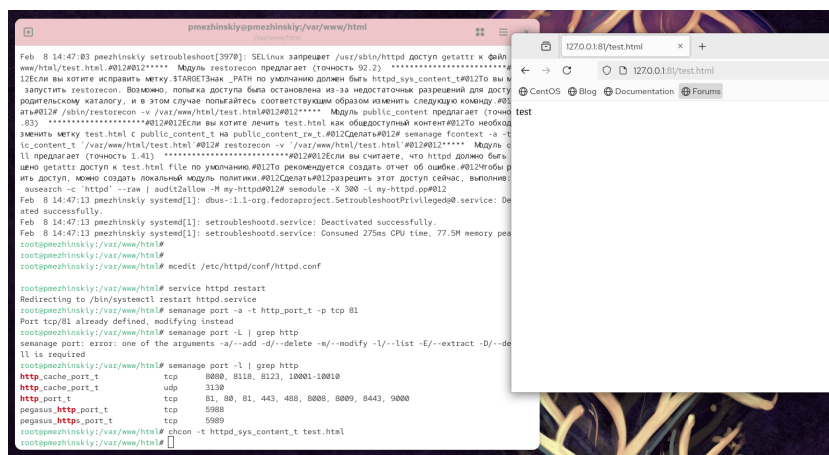 pmezhinskiy@pmezhinskiy:/var/www/html
/var/www/html
Feb  8 14:47:03 pmezhinskiy setroubleshoot[3970]: SELinux запрещает /usr/sbin/httpd доступ getattr к файл
www/html/test.html.#012#012*****  Модуль restorecon предлагает (точность 92.2)  ************************#
12Если вы хотите исправить метку.$TARGETЗнак _PATH по умолчанию должен быть httpd_sys_content_t#012То вы м
 запустить restorecon. Возможно, попытка доступа была остановлена из-за недостаточных разрешений для досту
родительскому каталогу, и в этом случае попытайтесь соответствующим образом изменить следующую команду.#01
ать#012# /sbin/restorecon -v /var/www/html/test.html#012#012*****  Модуль public_content предлагает (точно
.83)  *********************#012#012Если вы хотите лечить test.html как общедоступный контент#012То необход
зменить метку test.html с public_content_t на public_content_rw_t.#012Сделать#012# semanage fcontext -a -t
ic_content_t '/var/www/html/test.html'#012# restorecon -v '/var/www/html/test.html'#012#012*****  Модуль c
ll предлагает (точность 1.41)  ***************************#012#012Если вы считаете, что httpd должно быть
шено getattr доступ к test.html file по умолчанию.#012То рекомендуется создать отчет об ошибке.#012Чтобы р
ить доступ, можно создать локальный модуль политики.#012Сделать#012разрешить этот доступ сейчас, выполнив:
 ausearch -c 'httpd' --raw | audit2allow -M my-httpd#012# semodule -X 300 -i my-httpd.pp#012
Feb  8 14:47:13 pmezhinskiy systemd[1]: dbus-:1.1-org.fedoraproject.SetroubleshootPrivileged@0.service: De
ated successfully.
Feb  8 14:47:13 pmezhinskiy systemd[1]: setroubleshootd.service: Deactivated successfully.
Feb  8 14:47:13 pmezhinskiy systemd[1]: setroubleshootd.service: Consumed 275ms CPU time, 77.5M memory pea
root@pmezhinskiy:/var/www/html#
root@pmezhinskiy:/var/www/html#
root@pmezhinskiy:/var/www/html# mcedit /etc/httpd/conf/httpd.conf
root@pmezhinskiy:/var/www/html# service httpd restart
Redirecting to /bin/systemctl restart httpd.service
root@pmezhinskiy:/var/www/html# semanage port -a -t http_port_t -p tcp 81
Port tcp/81 already defined, modifying instead
root@pmezhinskiy:/var/www/html# semanage port -L | grep http
semanage port: error: one of the arguments -a/--add -d/--delete -m/--modify -l/--list -E/--extract -D/--de
ll is required
root@pmezhinskiy:/var/www/html# semanage port -l | grep http
http_cache_port_t              tcp      8080, 8118, 8123, 10001-10010
http_cache_port_t              udp      3130
http_port_t                    tcp      81, 80, 81, 443, 488, 8008, 8009, 8443, 9000
pegasus_http_port_t            tcp      5988
pegasus_https_port_t           tcp      5989
root@pmezhinskiy:/var/www/html# chcon -t httpd_sys_content_t test.html
root@pmezhinskiy:/var/www/html#
127.0.0.1:81/test.html
127.0.0.1:81/test.html
CentOS Blog Documentation Forums
test